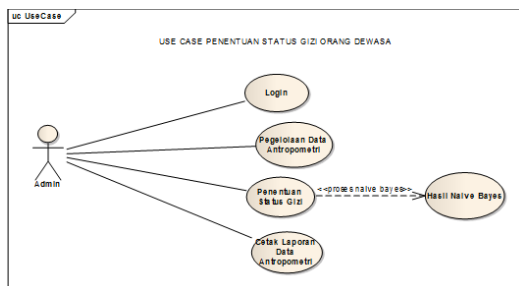 uc UseCase
USE CASE PENENTUAN STATUS GIZI ORANG DEWASA
Login
Pegelolaan Data
Antropometri
Admin
Penentuan
Status Gizi
<<proses naive bayes>>
Hasil Naive Bayes
Cetak Laporan
Data
Antropometri